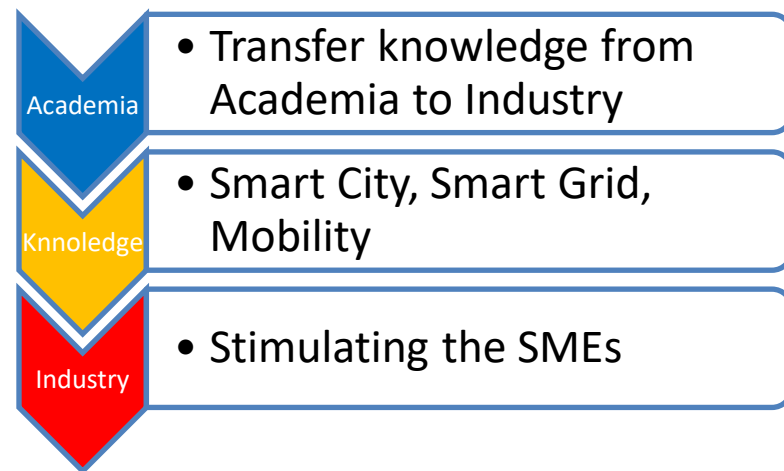 Academia
• Transfer knowledge from
Academia to Industry
Knnoledge
• Smart City, Smart Grid,
Mobility
Industry
• Stimulating the SMEs